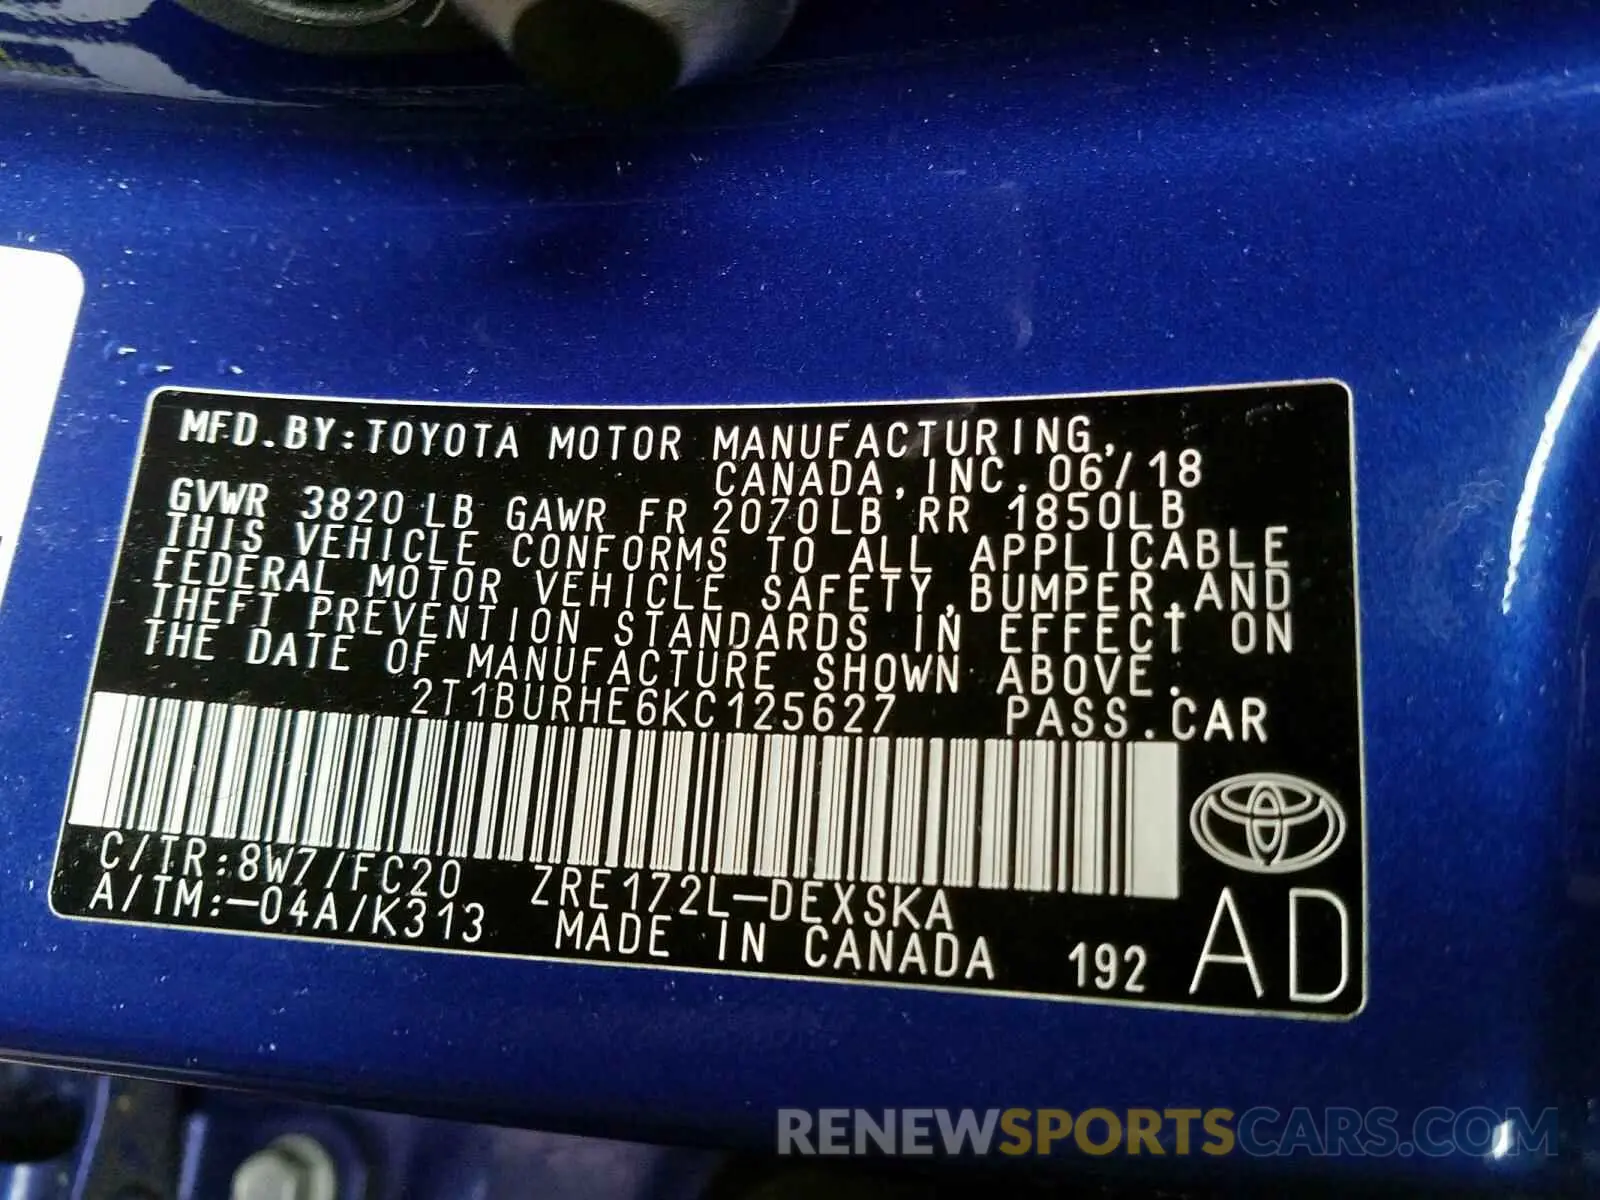 MFD.BY:TOYOTA MOTOR MANUFACTURING,
CANADA,INC.06/18
GVWR 3820 LB GAWR FR 2070LB RR 1850LB
THIS VEHICLE CONFORMS TO ALL APPLICABLE
FEDERAL MOTOR VEHICLE SAFETY,BUMPER,AND
THEFT PREVENTION STANDARDS IN EFFECT ON
THE DATE OF MANUFACTURE SHOWN ABOVE.
2T1BURHE6KC125627 PASS.CAR
C/TR:8W7/FC20 ZRE172L-DEXSKA
A/TM:-04A/K313 MADE IN CANADA 192 AD
RENEWSPORTSCARS.COM